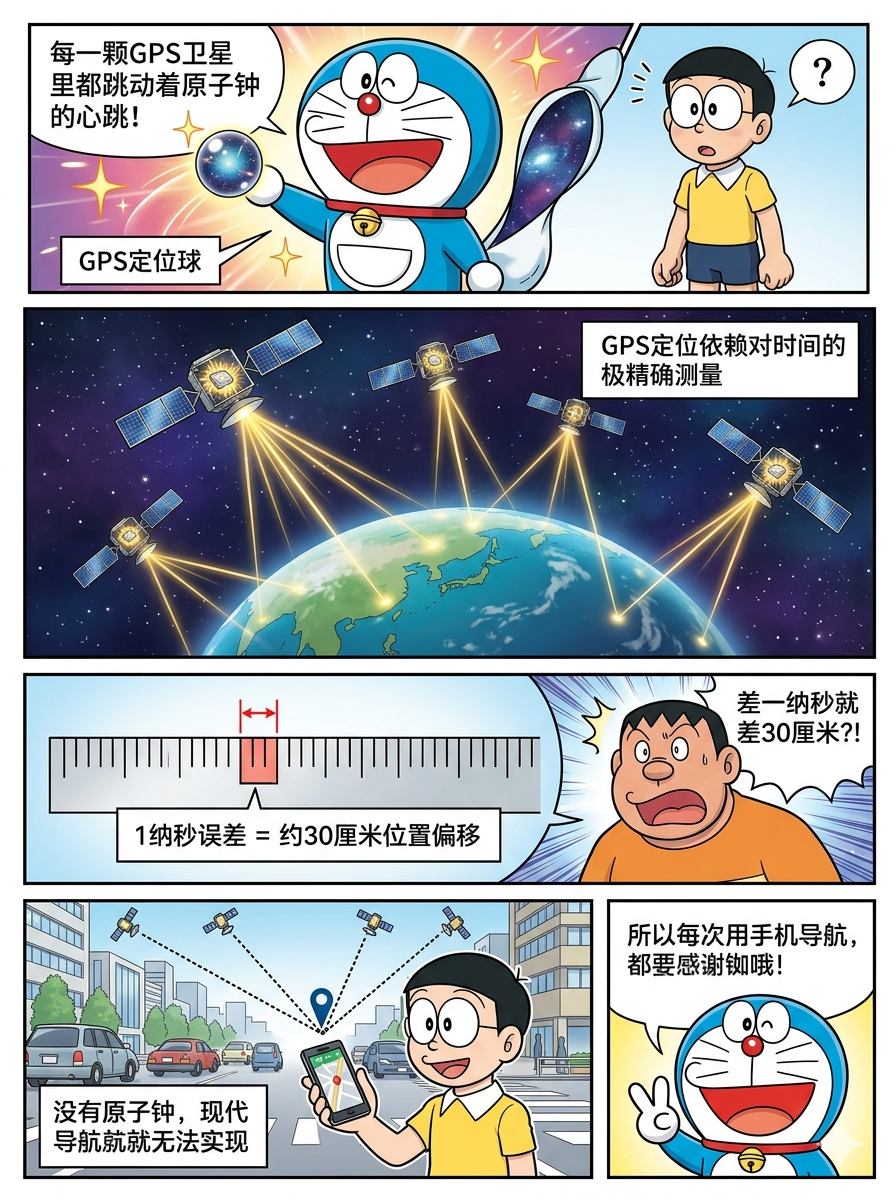 每一颗GPS卫星
里都跳动着原子钟
的心跳！
GPS定位球
?
GPS定位依赖对时间的
极精确测量
1纳秒误差 = 约30厘米位置偏移
差一纳秒就
差30厘米?!
没有原子钟，现代
导航就就无法实现
所以每次用手机导航，
都要感谢铷哦！